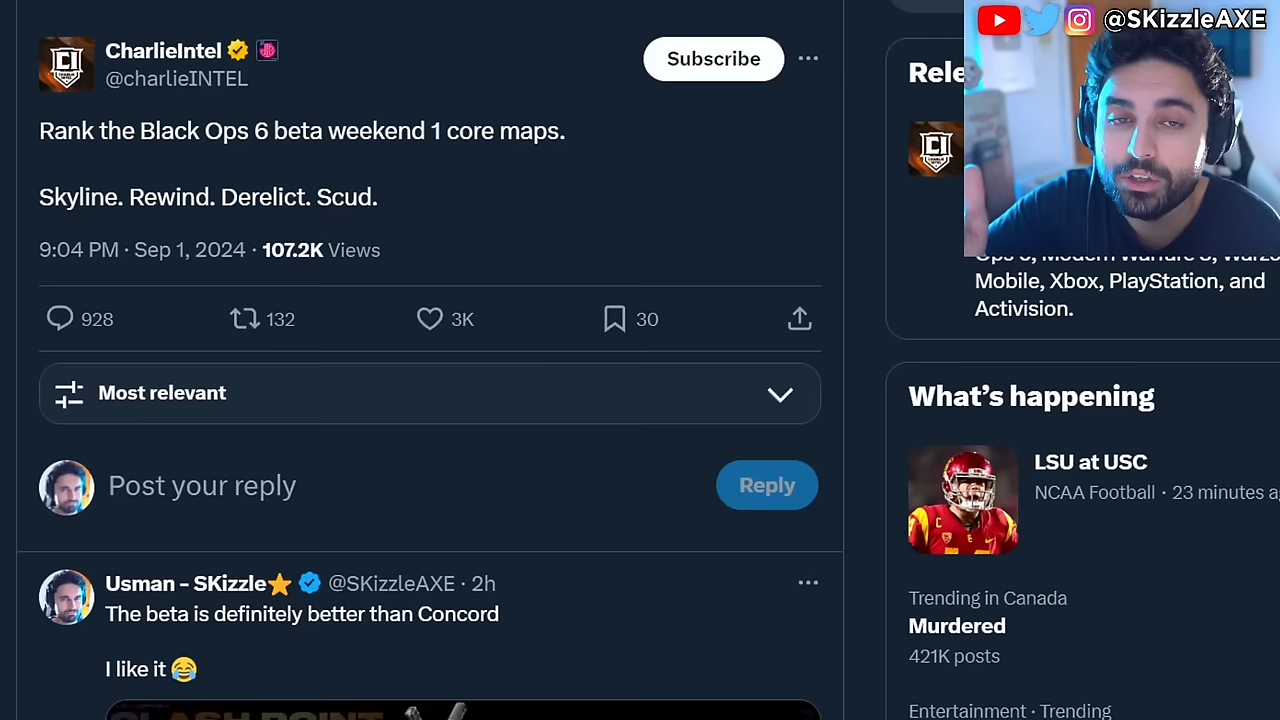 CharlieIntel
@charlieINTEL
Subscribe
Rank the Black Ops 6 beta weekend 1 core maps.
Skyline. Rewind. Derelict. Scud.
9:04 PM · Sep 1, 2024 · 107.2K Views
928
132
3K
30
Most relevant
Post your reply
Reply
Usman - SKizzle⭐ @SKizzleAXE · 2h
The beta is definitely better than Concord
I like it 😂
@SKizzleAXE
Rele
Mobile, Xbox, PlayStation, and
Activision.
What's happening
LSU at USC
NCAA Football · 23 minutes a
Trending in Canada
Murdered
421K posts
Entertainment · Trending